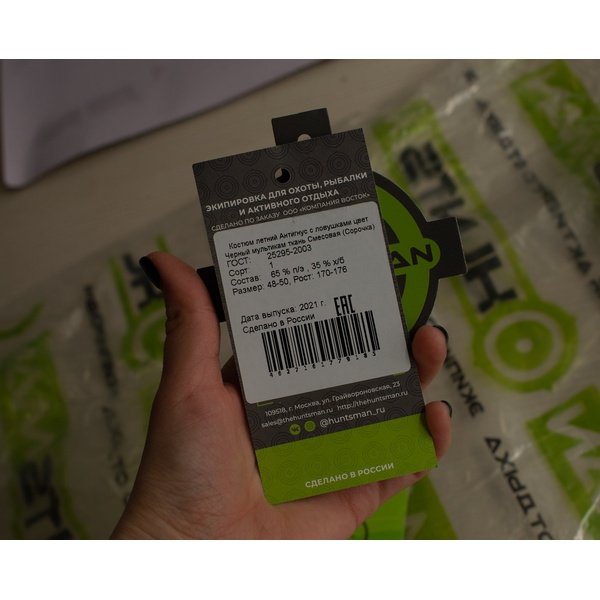 ЭКИПИРОВКА ДЛЯ ОХОТЫ, РЫБАЛКИ
И АКТИВНОГО ОТДЫХА
СДЕЛАНО ПО ЗАКАЗУ ООО «КОМПАНИЯ ВОСТОК»
Костюм летний Антигнус с ловушками цвет
Черный мультикам ткань Смесовая (Сорочка)
ГОСТ: 25295-2003
Сорт: 1
Состав: 65 % п/э , 35 % х/б
Размер: 48-50, Рост: 170-176
Дата выпуска: 2021 г.
Сделано в России
EAC
109518, г. Москва, ул. Грайвороновская, 23
sales@thehuntsman.ru http://thehuntsman.ru
@huntsman_ru
СДЕЛАНО В РОССИИ
MAN